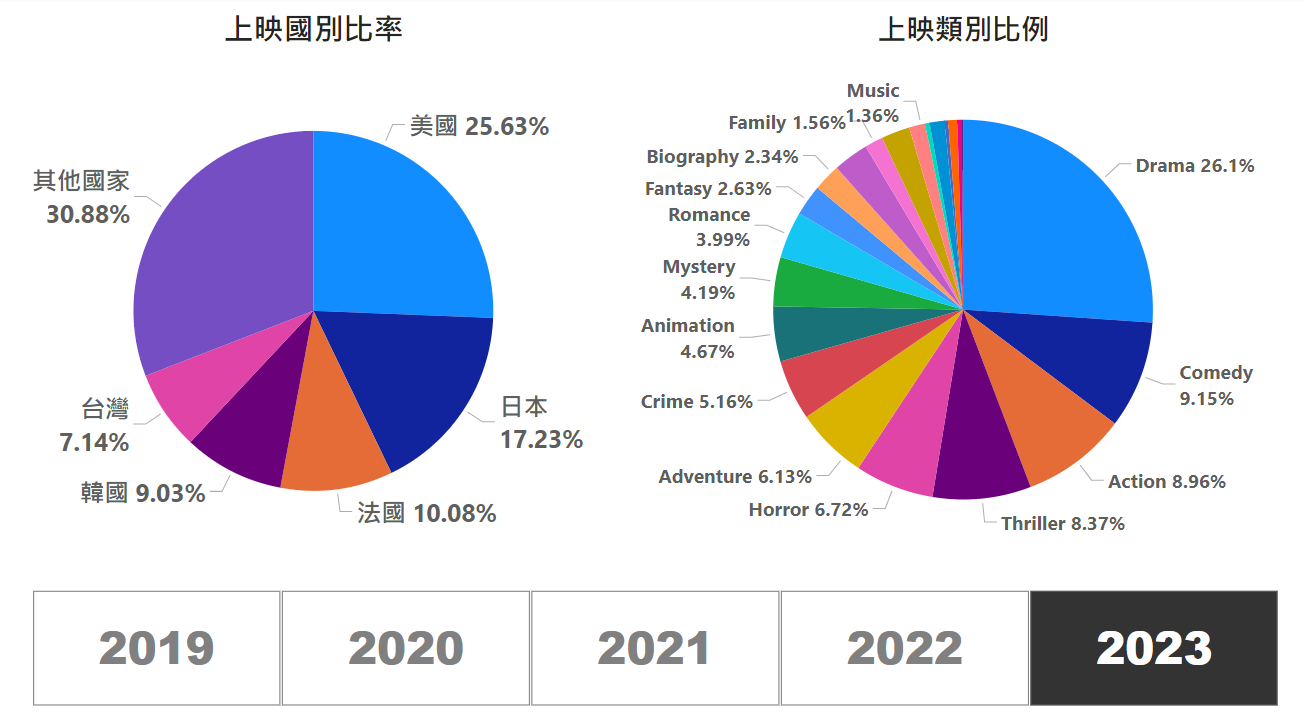 上映國別比率
美國 25.63%
日本
17.23%
法國 10.08%
韓國 9.03%
台灣
7.14%
其他國家
30.88%
上映類別比例
Drama 26.1%
Comedy
9.15%
Action 8.96%
Thriller 8.37%
Horror 6.72%
Adventure 6.13%
Crime 5.16%
Animation
4.67%
Mystery
4.19%
Romance
3.99%
Fantasy 2.63%
Biography 2.34%
Family 1.56%
Music
1.36%
2019
2020
2021
2022
2023